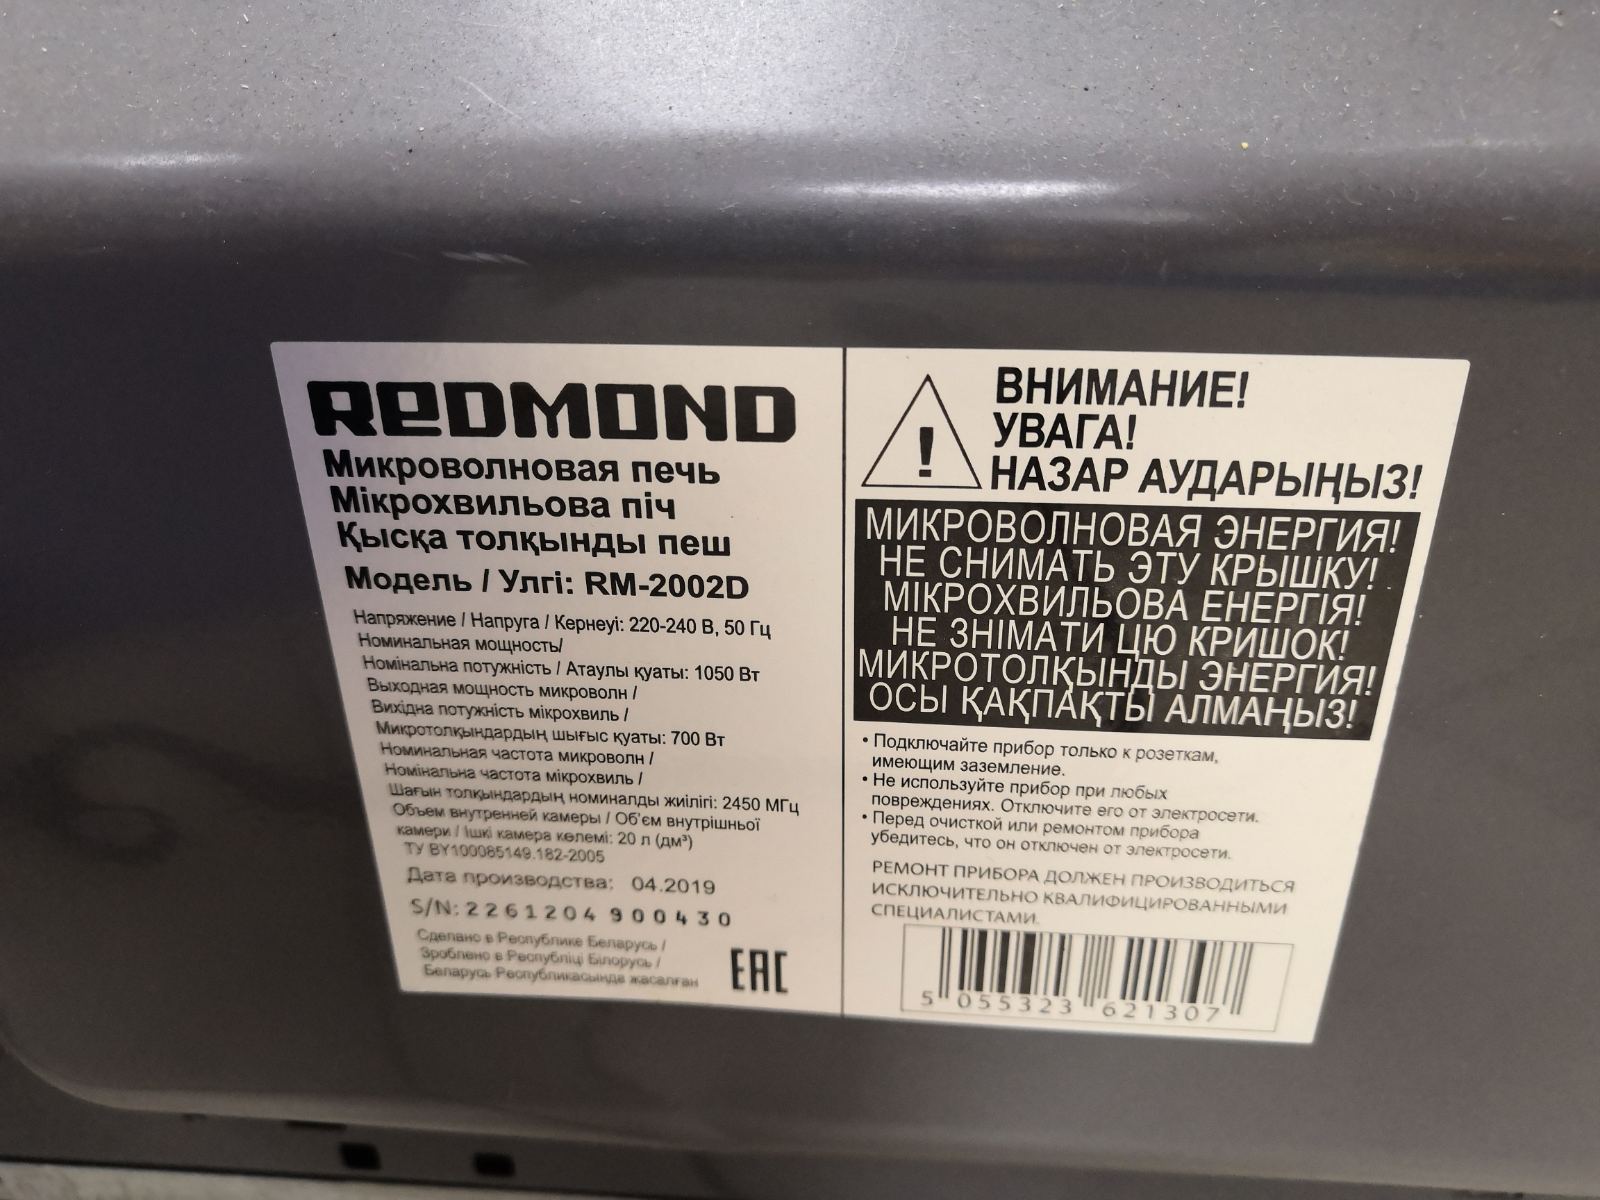 REDMOND
Микроволновая печь
Мікрохвильова піч
Қысқа толқынды пеш
Модель / Улгі: RM-2002D
Напряжение / Напруга / Кернеуі: 220-240 В, 50 Гц
Номинальная мощность/
Номінальна потужність / Атаулы қуаты: 1050 Вт
Выходная мощность микроволн /
Вихідна потужність мікрохвиль /
Микротолқындардың шығыс қуаты: 700 Вт
Номинальная частота микроволн /
Номінальна частота мікрохвиль /
Шағын толқындардың номиналды жиілігі: 2450 МГц
Объем внутренней камеры / Об'єм внутрішньої
камери / Ішкі камера көлемі: 20 л (дм³)
ТУ BY100085149.182-2005
Дата производства: 04.2019
S/N: 2261204900430
Сделано в Республике Беларусь /
Зроблено в Республіці Білорусь /
Беларусь Республикасында жасалған
EAC
ВНИМАНИЕ!
УВАГА!
НАЗАР АУДАРЫҢЫЗ!
!
МИКРОВОЛНОВАЯ ЭНЕРГИЯ!
НЕ СНИМАТЬ ЭТУ КРЫШКУ!
МІКРОХВИЛЬОВА ЕНЕРГІЯ!
НЕ ЗНІМАТИ ЦЮ КРИШОК!
МИКРОТОЛҚЫНДЫ ЭНЕРГИЯ!
ОСЫ ҚАҚПАҚТЫ АЛМАҢЫЗ!
• Подключайте прибор только к розеткам,
имеющим заземление.
• Не используйте прибор при любых
повреждениях. Отключите его от электросети.
• Перед очисткой или ремонтом прибора
убедитесь, что он отключен от электросети.
РЕМОНТ ПРИБОРА ДОЛЖЕН ПРОИЗВОДИТЬСЯ
ИСКЛЮЧИТЕЛЬНО КВАЛИФИЦИРОВАННЫМИ
СПЕЦИАЛИСТАМИ.
5 055323 621307